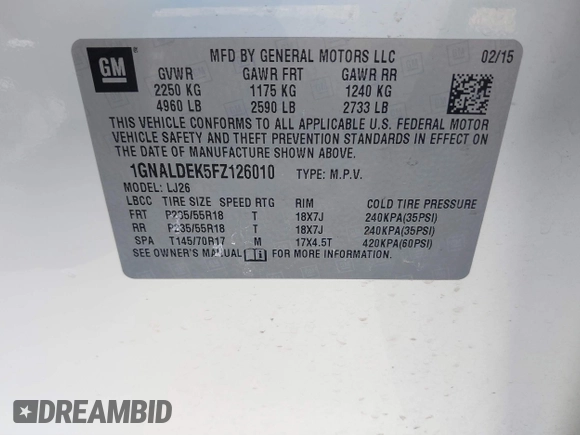 GM
MFD BY GENERAL MOTORS LLC 02/15
GVWR GAWR FRT GAWR RR
2250 KG 1175 KG 1240 KG
4960 LB 2590 LB 2733 LB
THIS VEHICLE CONFORMS TO ALL APPLICABLE U.S. FEDERAL MOTOR
VEHICLE SAFETY AND THEFT PREVENTION STANDARDS IN EFFECT ON
THE DATE OF MANUFACTURE SHOWN ABOVE.
1GNALDEK5FZ126010 TYPE: M.P.V.
MODEL: LJ26
LBCC TIRE SIZE SPEED RTG RIM COLD TIRE PRESSURE
FRT P235/55R18 T 18X7J 240KPA(35PSI)
RR P235/55R18 T 18X7J 240KPA(35PSI)
SPA T145/70R17 M 17X4.5T 420KPA(60PSI)
SEE OWNER'S MANUAL FOR MORE INFORMATION.
DREAMBID